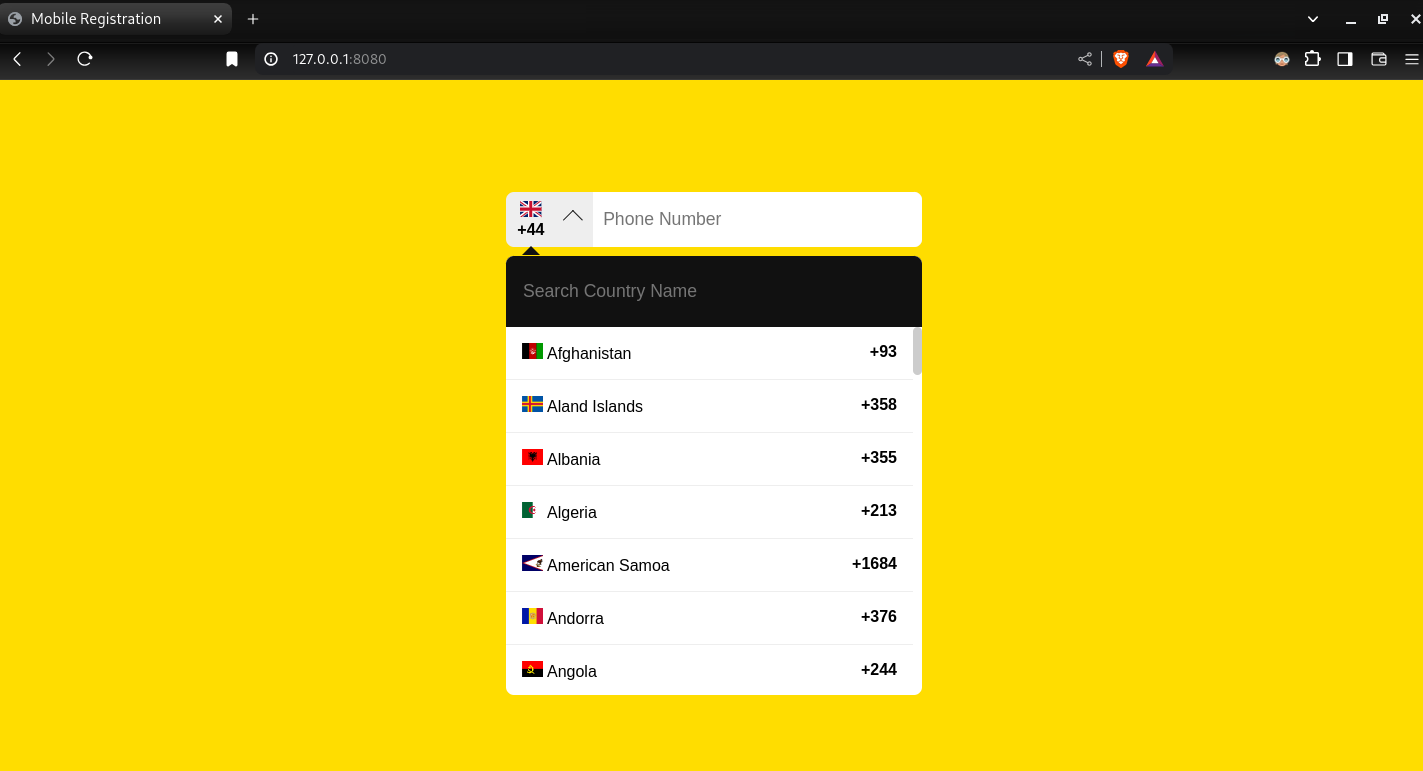 Mobile Registration
127.0.0.1:8080
+44
Phone Number
Search Country Name
Afghanistan +93
Aland Islands +358
Albania +355
Algeria +213
American Samoa +1684
Andorra +376
Angola +244